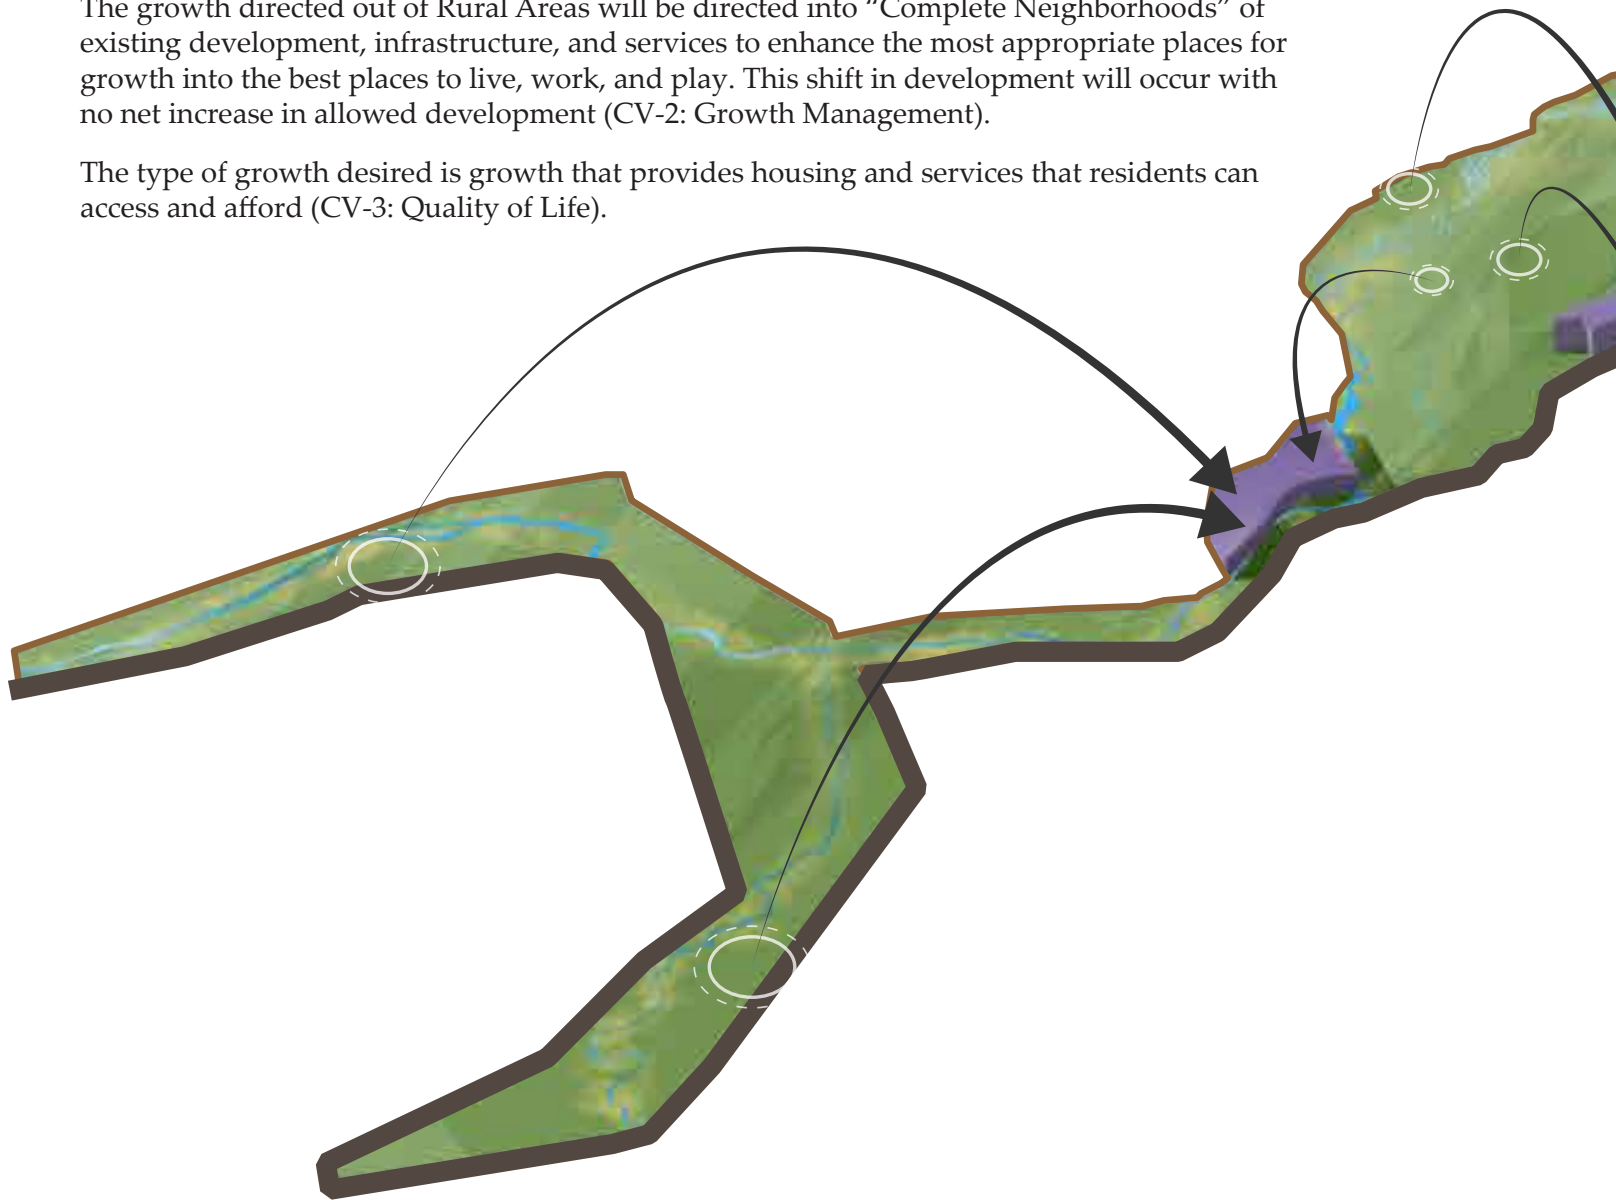 The growth directed out of Rural Areas will be directed into “Complete Neighborhoods” of
existing development, infrastructure, and services to enhance the most appropriate places for
growth into the best places to live, work, and play. This shift in development will occur with
no net increase in allowed development (CV-2: Growth Management).
The type of growth desired is growth that provides housing and services that residents can
access and afford (CV-3: Quality of Life).